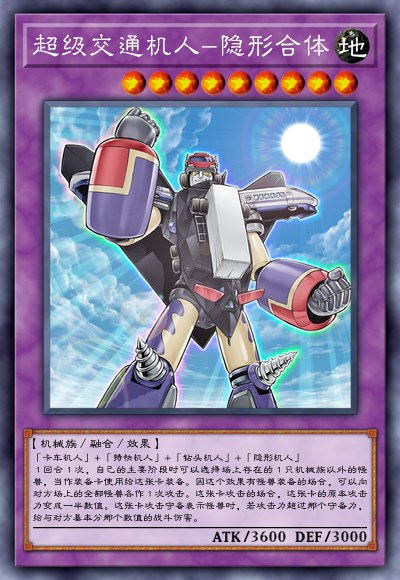 超级交通机人-隐形合体 地
【机械族／融合／效果】
「卡车机人」+「特快机人」+「钻头机人」+「隐形机人」
1回合1次，自己的主要阶段时可以选择场上存在的1只机械族以外的怪
兽，当作装备卡使用给这张卡装备。因这个效果有怪兽装备的场合，可以向
对方场上的全部怪兽各作1次攻击。这张卡攻击的场合，这张卡的原本攻击
力变成一半数值。这张卡攻击守备表示怪兽时，若攻击力超过那个守备力，
给与对方基本分那个数值的战斗伤害。
ATK/3600 DEF/3000